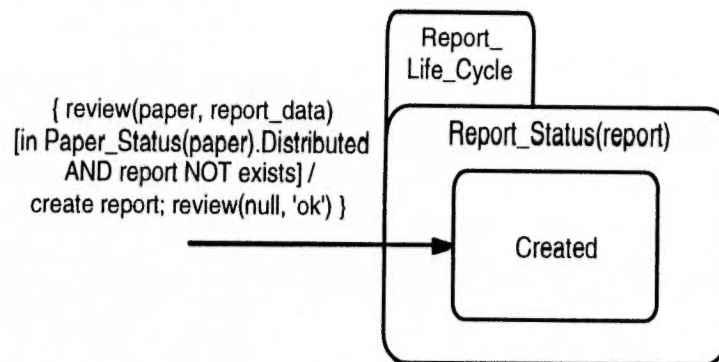 Report_
Life_Cycle
{ review(paper, report_data)
[in Paper_Status(paper).Distributed
AND report NOT exists] /
create report; review(null, 'ok') }
Report_Status(report)
Created